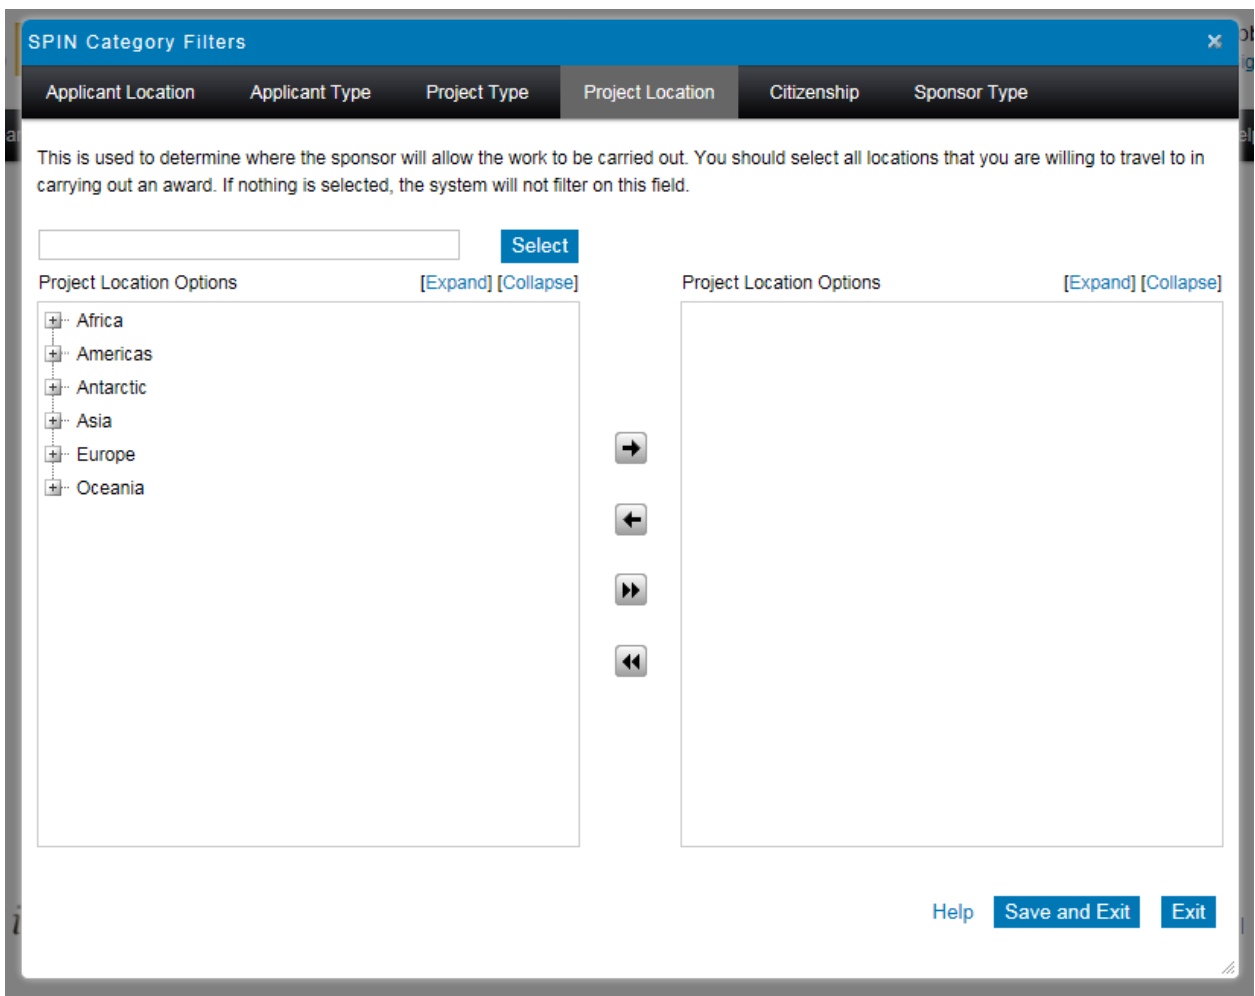 SPIN Category Filters
Applicant Location Applicant Type Project Type Project Location Citizenship Sponsor Type
This is used to determine where the sponsor will allow the work to be carried out. You should select all locations that you are willing to travel to in
carrying out an award. If nothing is selected, the system will not filter on this field.
Select
Project Location Options [Expand] [Collapse] Project Location Options [Expand] [Collapse]
Africa
Americas
Antarctic
Asia
Europe
Oceania
Help Save and Exit Exit